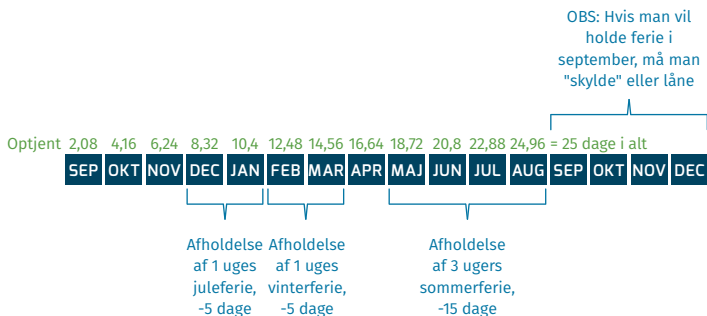 OBS: Hvis man vil
holde ferie i
september, må man
"skylde" eller låne
Optjent 2,08 4,16 6,24 8,32 10,4 12,48 14,56 16,64 18,72 20,8 22,88 24,96 = 25 dage i alt
SEP OKT NOV DEC JAN FEB MAR APR MAJ JUN JUL AUG SEP OKT NOV DEC
Afholdelse
af 1 uges
juleferie,
-5 dage
Afholdelse
af 1 uges
vinterferie,
-5 dage
Afholdelse
af 3 ugers
sommerferie,
-15 dage